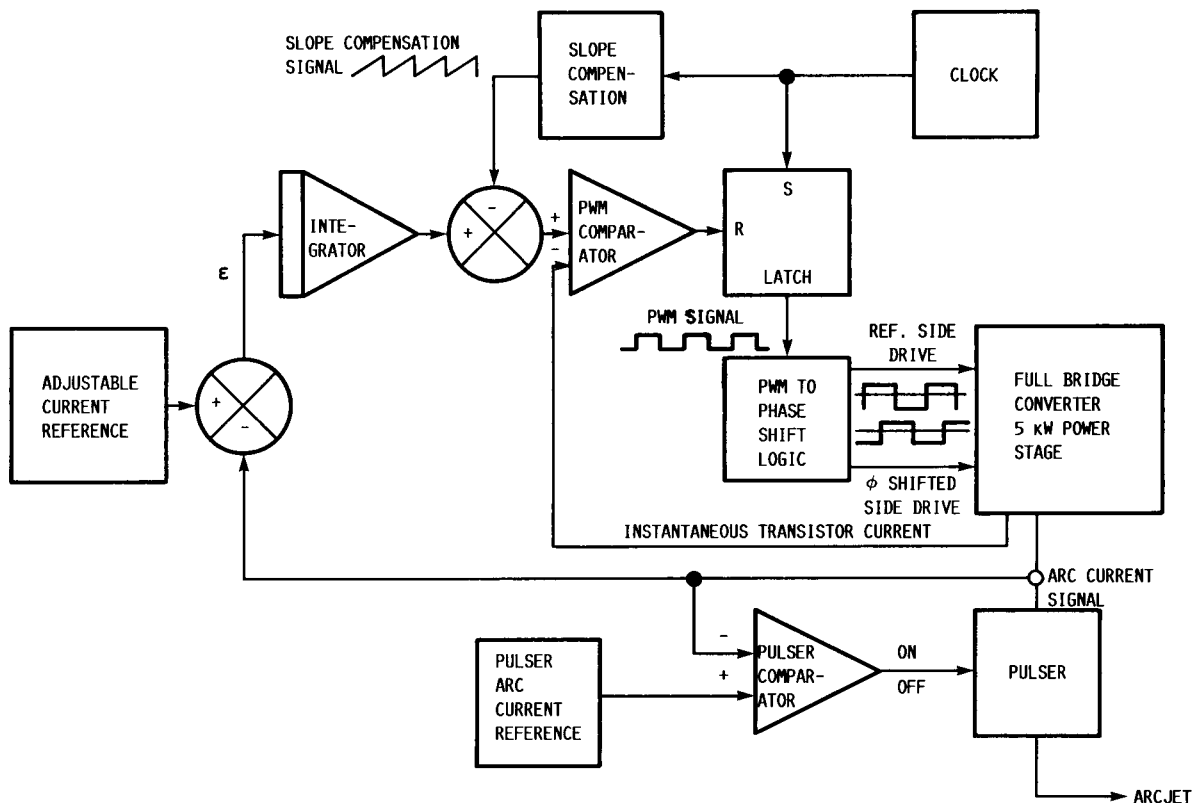 SLOPE COMPENSATION
SIGNAL
SLOPE
COMPEN-
SATION
CLOCK
-
+
INTE-
GRATOR
+
-
PWM
COMPAR-
ATOR
S
R
LATCH
ε
ADJUSTABLE
CURRENT
REFERENCE
+
-
PWM SIGNAL
PWM TO
PHASE
SHIFT
LOGIC
REF. SIDE
DRIVE
ϕ SHIFTED
SIDE DRIVE
FULL BRIDGE
CONVERTER
5 KW POWER
STAGE
INSTANTANEOUS TRANSISTOR CURRENT
ARC CURRENT
SIGNAL
PULSER
ARC
CURRENT
REFERENCE
-
+
PULSER
COMPAR-
ATOR
ON
OFF
PULSER
ARCJET